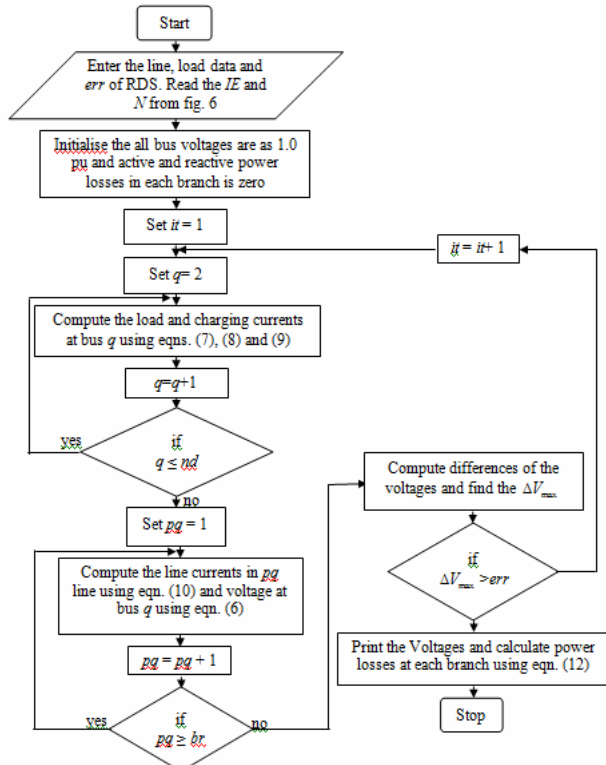 Start
Enter the line, load data and
err of RDS. Read the IE and
N from fig. 6
Initialise the all bus voltages are as 1.0
pu and active and reactive power
losses in each branch is zero
Set it = 1
it = it+ 1
Set q= 2
Compute the load and charging currents
at bus q using eqns. (7), (8) and (9)
q=q+1
yes
if
q ≤ nd
no
Set pq = 1
Compute the line currents in pq
line using eqn. (10) and voltage at
bus q using eqn. (6)
pq = pq + 1
yes
if
pq ≥ br
no
Compute differences of the
voltages and find the ΔVmax
if
ΔVmax >err
Print the Voltages and calculate power
losses at each branch using eqn. (12)
Stop